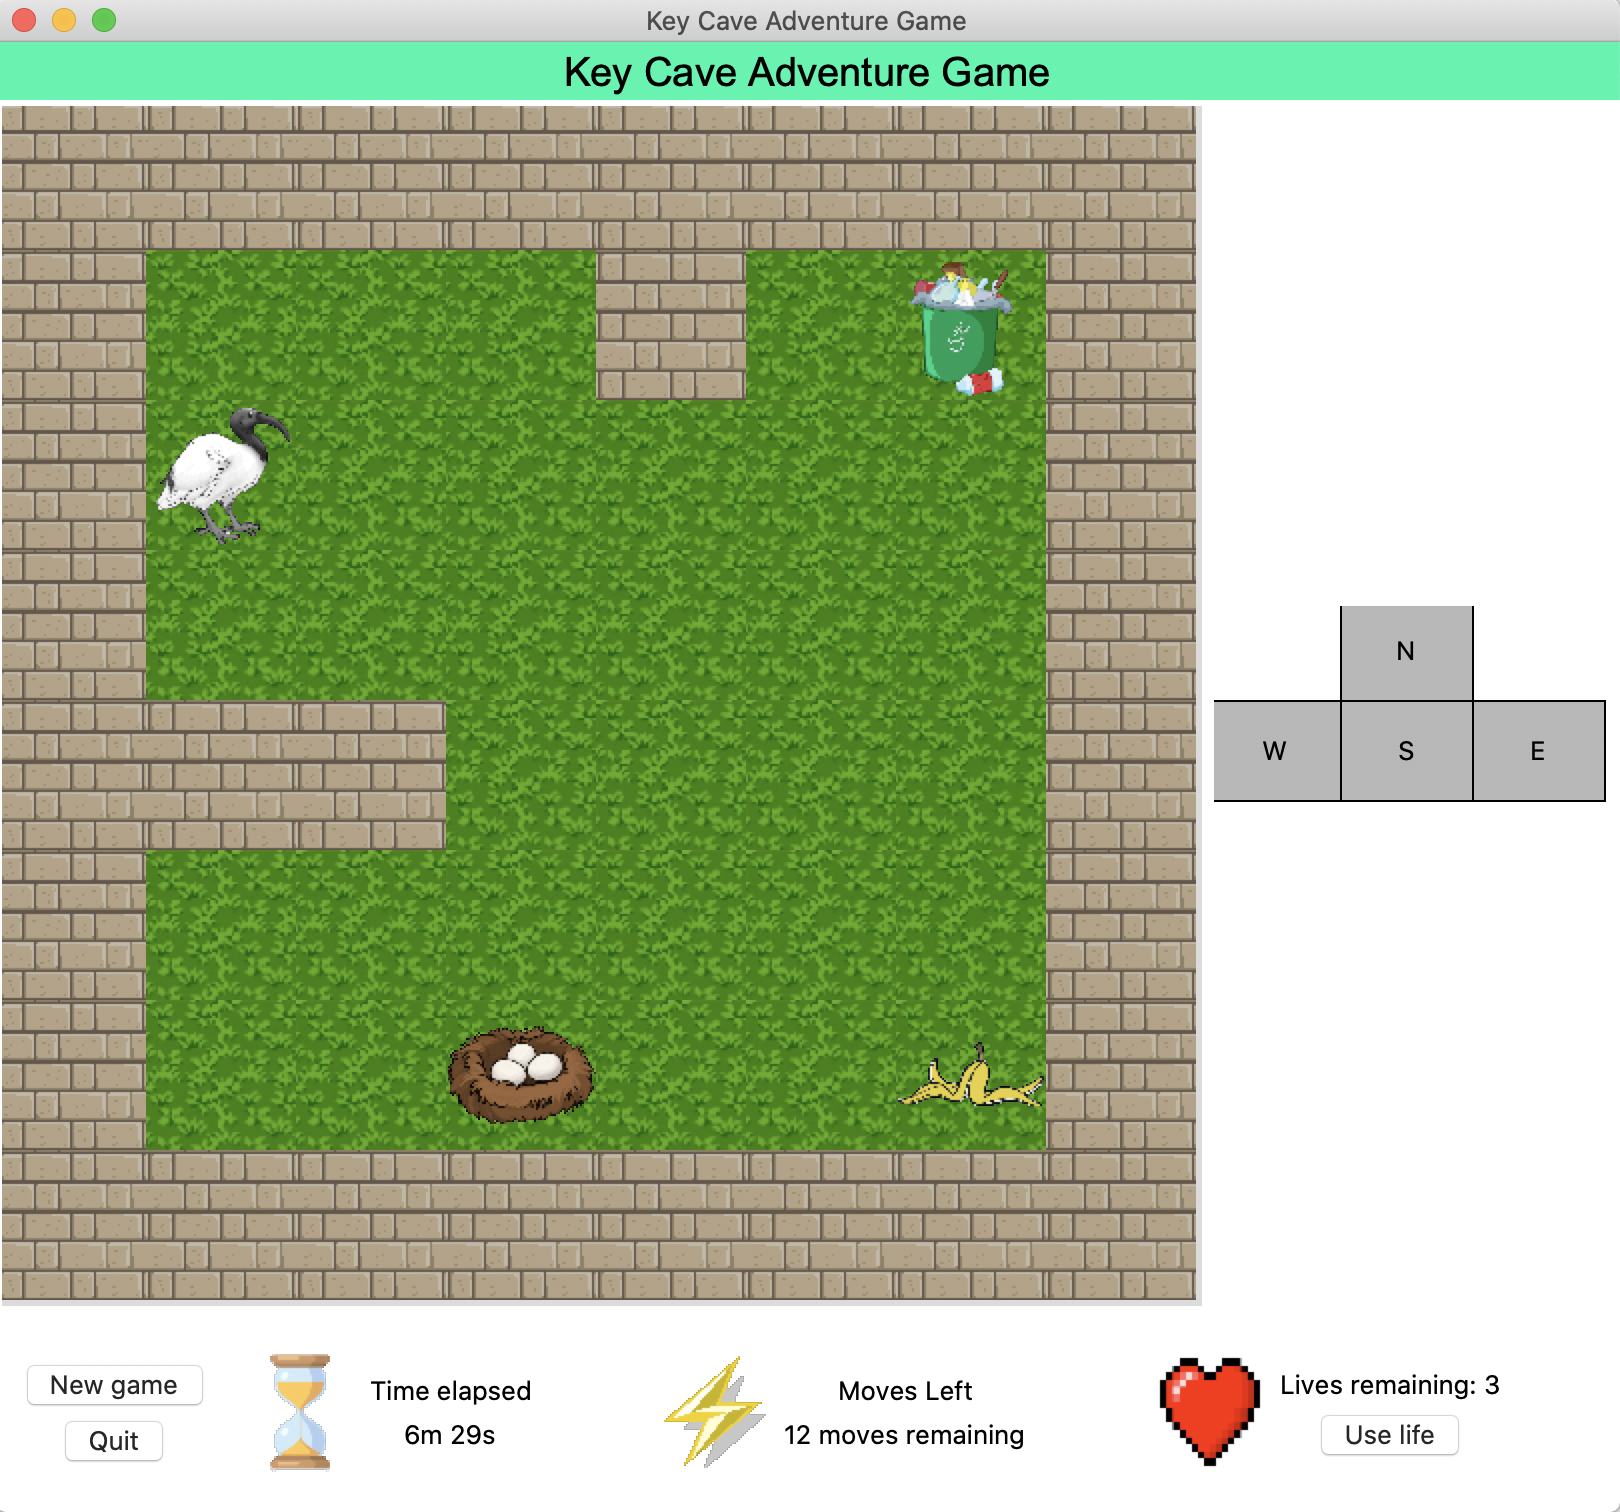 Key Cave Adventure Game
Key Cave Adventure Game
N
W S E
New game
Quit
Time elapsed
6m 29s
Moves Left
12 moves remaining
Lives remaining: 3
Use life